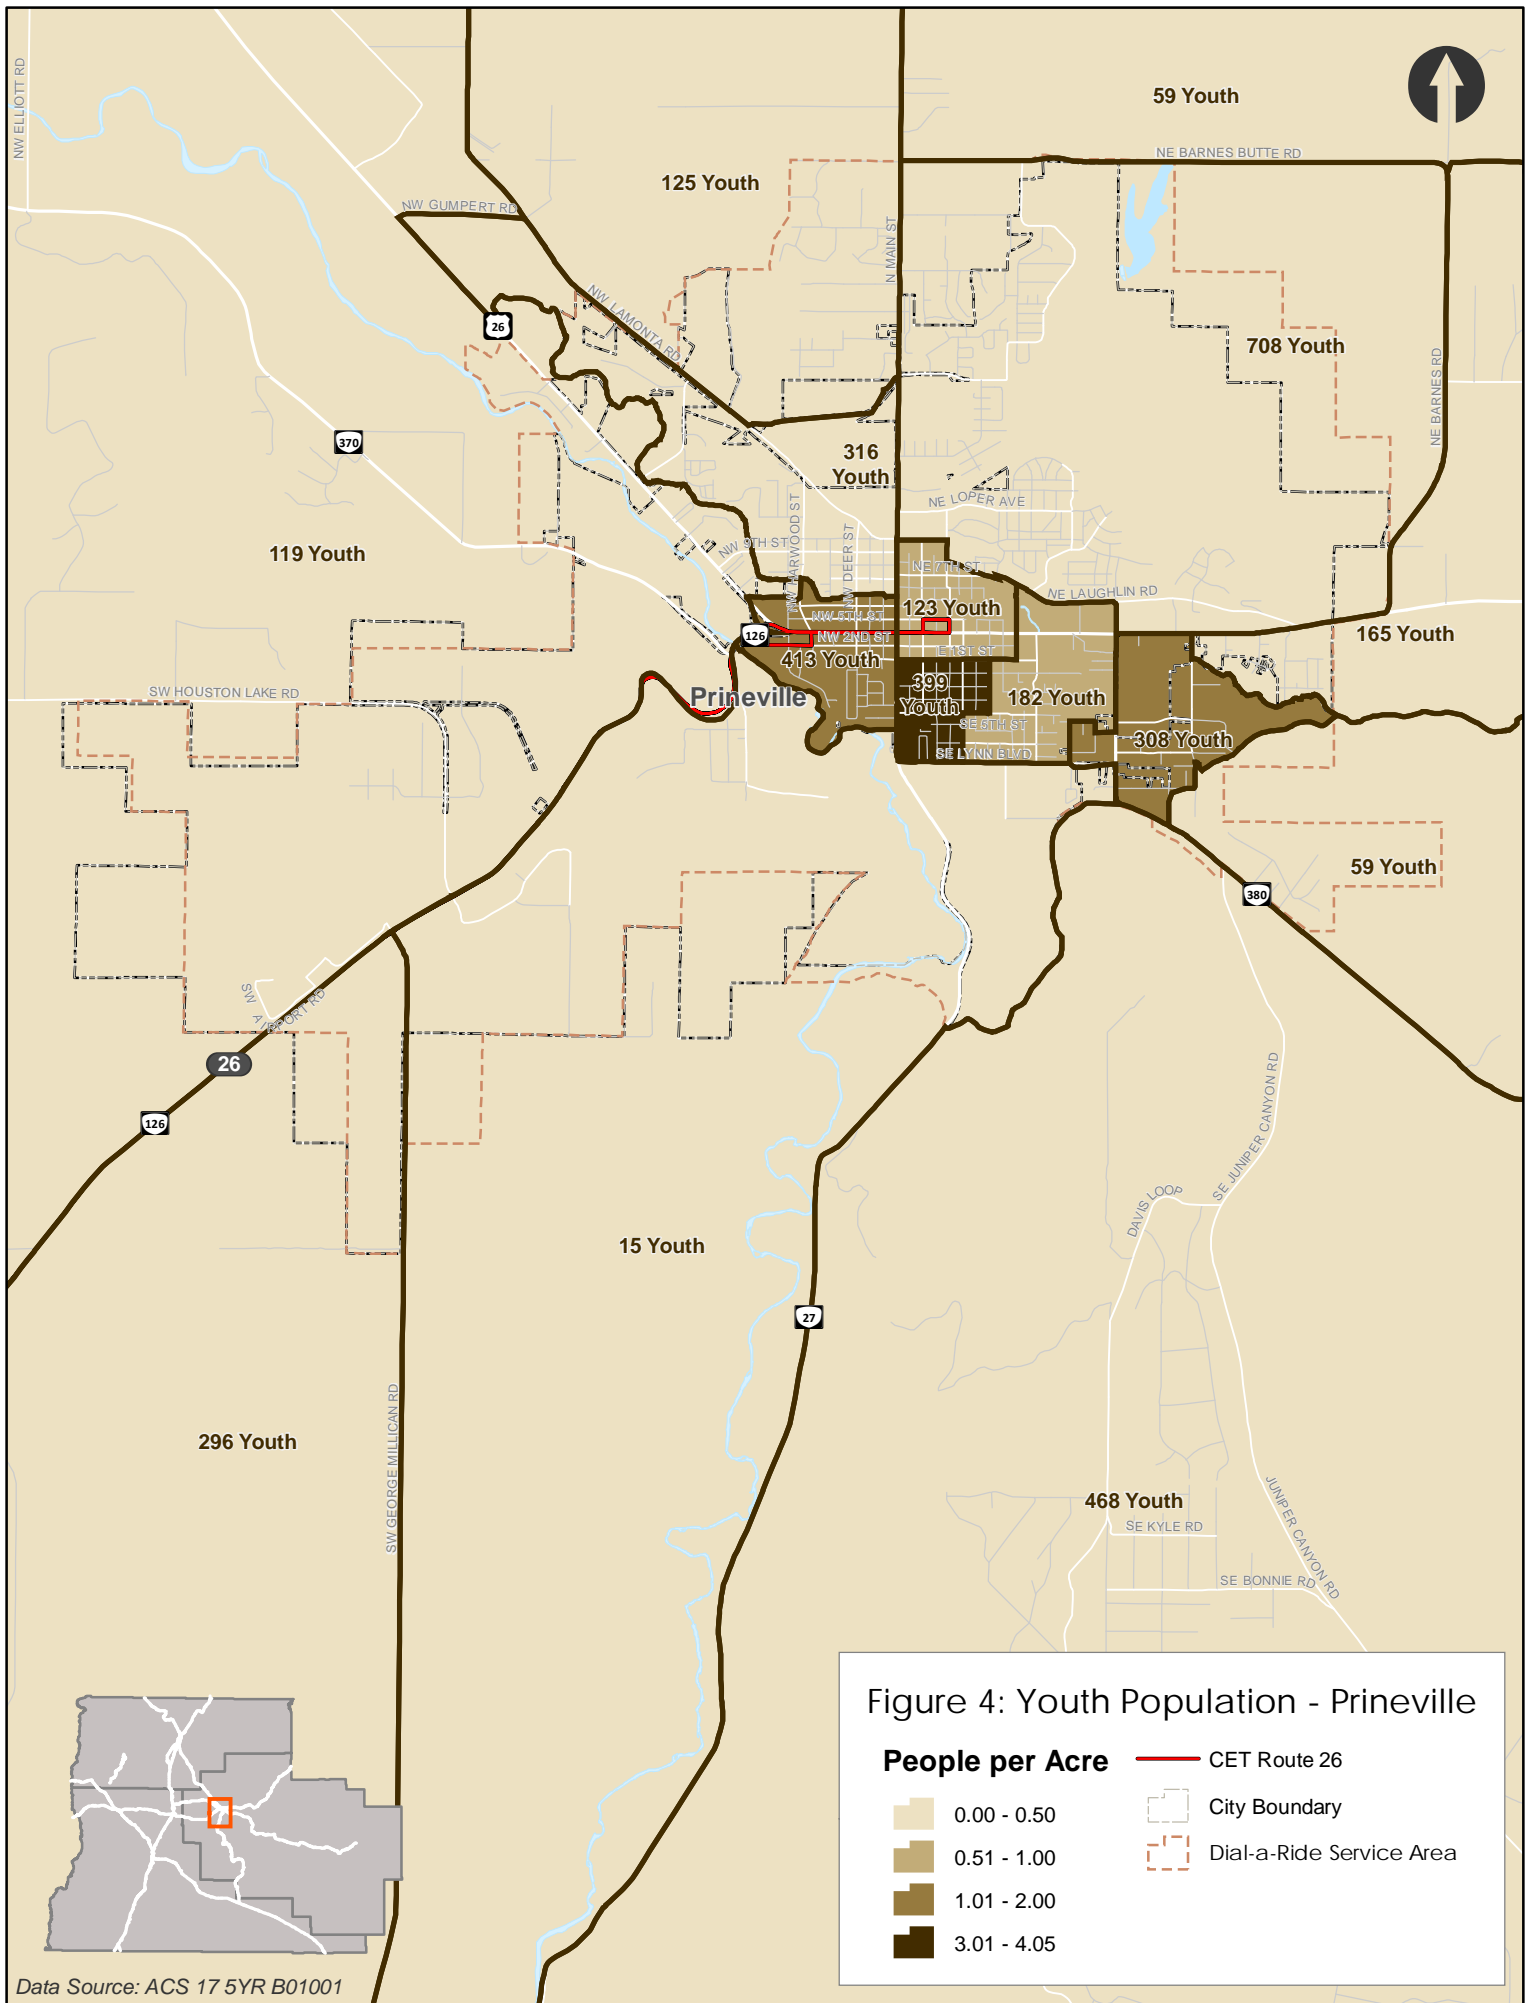 NW ELLIOTT RD
59 Youth
NE BARNES BUTTE RD
125 Youth
NW GUMPERT RD
N MAIN ST
26
NW LAMONTA RD
708 Youth
NE BARNES RD
370
316
Youth
NE LOPER AVE
NW HARWOOD ST
NW DEER ST
NW 9TH ST
119 Youth
NE 7TH ST
NE LAUGHLIN RD
123 Youth
NW 5TH ST
126
NW 2ND ST
165 Youth
E 1ST ST
413 Youth
399
Youth
182 Youth
SW HOUSTON LAKE RD
Prineville
SE 5TH ST
308 Youth
SE LYNN BLVD
59 Youth
380
SW AIRPORT RD
26
126
SE JUNIPER CANYON RD
DAVIS LOOP
15 Youth
27
SW GEORGE MILLICAN RD
296 Youth
468 Youth
JUNIPER CANYON RD
SE KYLE RD
SE BONNIE RD
Figure 4: Youth Population - Prineville
People per Acre
0.00 - 0.50
0.51 - 1.00
1.01 - 2.00
3.01 - 4.05
CET Route 26
City Boundary
Dial-a-Ride Service Area
Data Source: ACS 17 5YR B01001